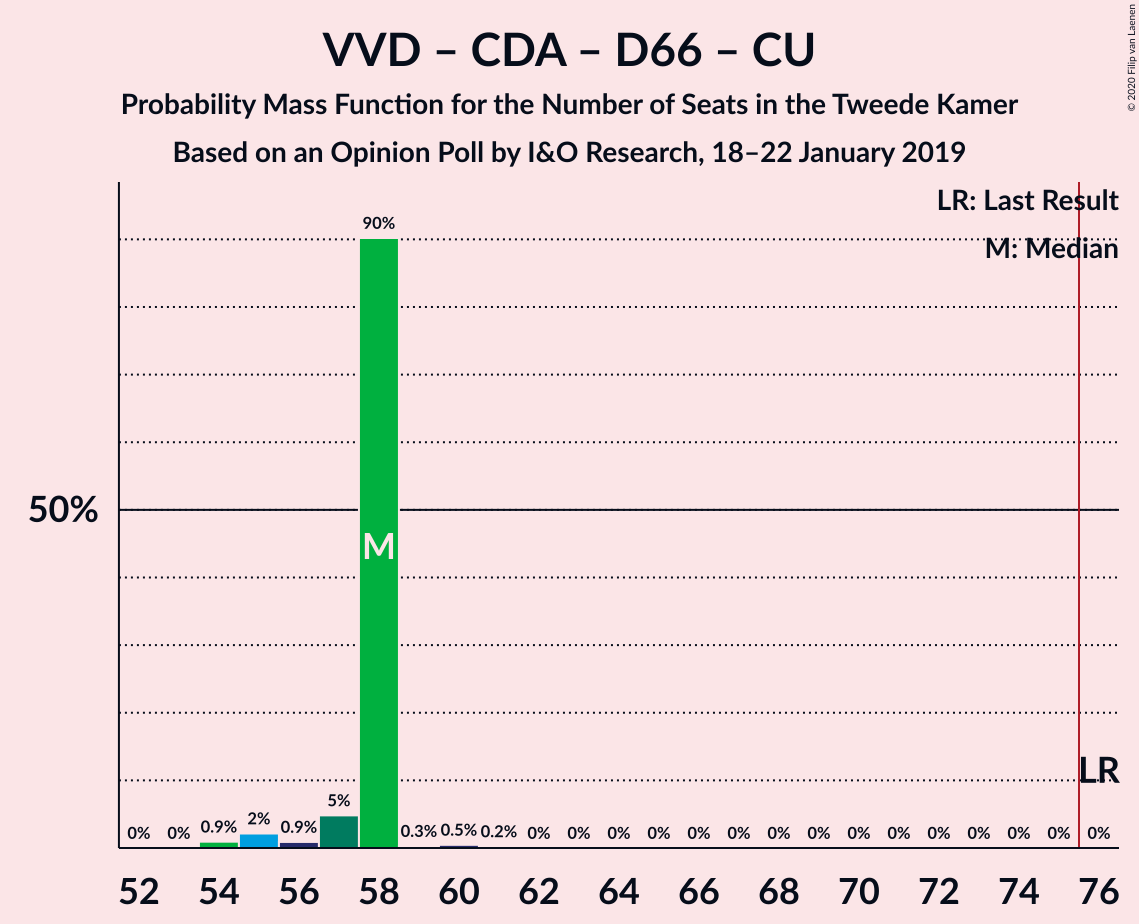 VVD – CDA – D66 – CU
Probability Mass Function for the Number of Seats in the Tweede Kamer
Based on an Opinion Poll by I&O Research, 18–22 January 2019
© 2020 Filip van Laenen
LR: Last Result
M: Median
90%
50%
M
LR
0% 0% 0.9% 2% 0.9% 5% 0.3% 0.5% 0.2% 0% 0% 0% 0% 0% 0% 0% 0% 0% 0% 0% 0% 0% 0% 0%
52 54 56 58 60 62 64 66 68 70 72 74 76